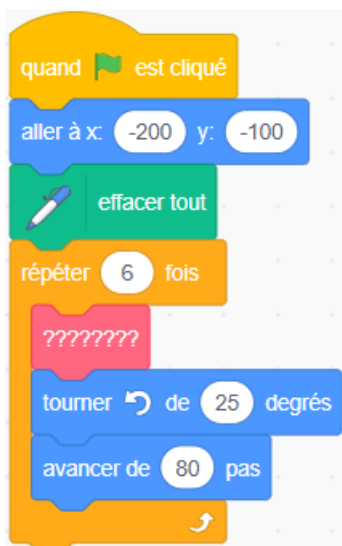 quand est cliqué
aller à x: -200 y: -100
effacer tout
répéter 6 fois
????????
tourner de 25 degrés
avancer de 80 pas